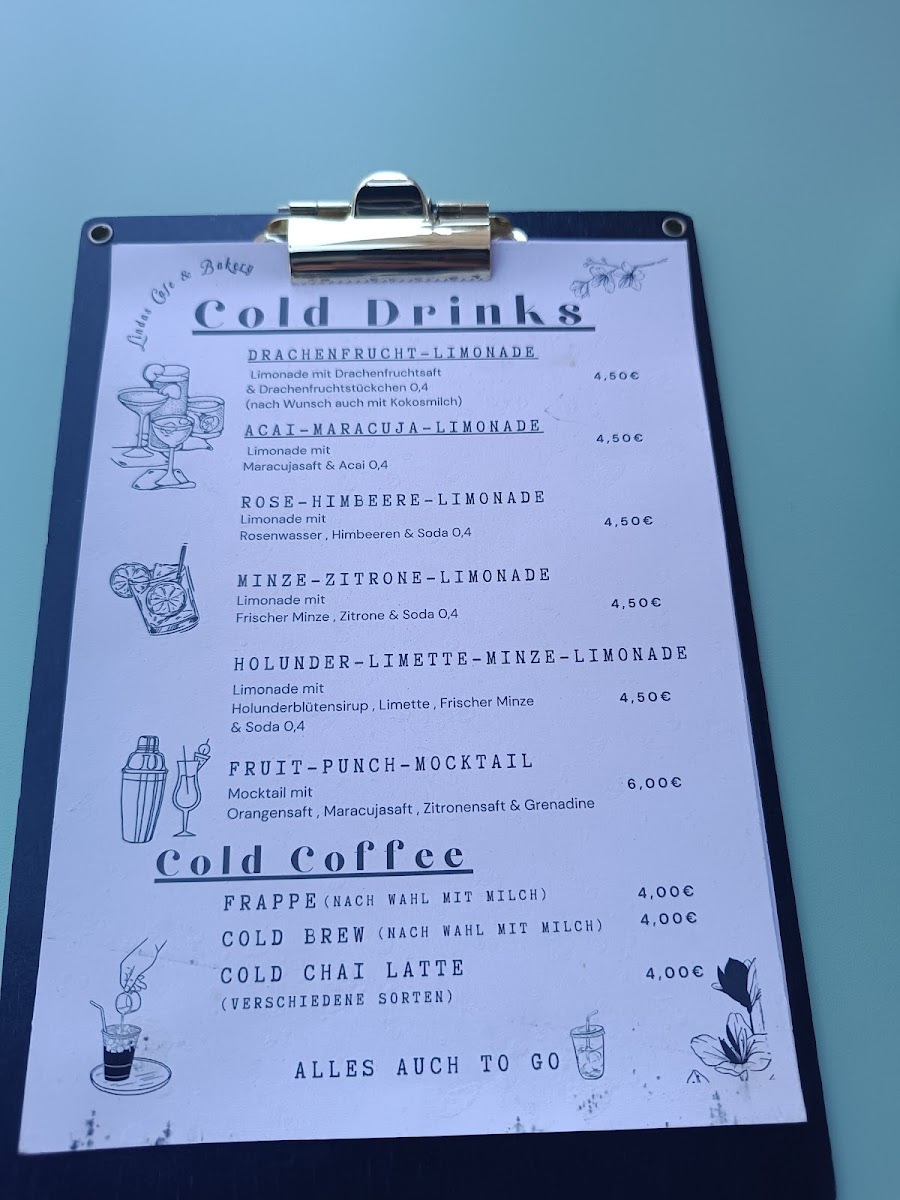 Lindas Cafe & Bakery
Cold Drinks
DRACHENFRUCHT-LIMONADE
Limonade mit Drachenfruchtsaft
& Drachenfruchtstückchen 0,4
(nach Wunsch auch mit Kokosmilch)
4,50€
ACAI-MARACUJA-LIMONADE
Limonade mit
Maracujasaft & Acai 0,4
4,50€
ROSE-HIMBEERE-LIMONADE
Limonade mit
Rosenwasser , Himbeeren & Soda 0,4
4,50€
MINZE-ZITRONE-LIMONADE
Limonade mit
Frischer Minze , Zitrone & Soda 0,4
4,50€
HOLUNDER-LIMETTE-MINZE-LIMONADE
Limonade mit
Holunderblütensirup , Limette , Frischer Minze
& Soda 0,4
4,50€
FRUIT-PUNCH-MOCKTAIL
Mocktail mit
Orangensaft , Maracujasaft , Zitronensaft & Grenadine
6,00€
Cold Coffee
FRAPPE (NACH WAHL MIT MILCH) 4,00€
COLD BREW (NACH WAHL MIT MILCH) 4,00€
COLD CHAI LATTE 4,00€
(VERSCHIEDENE SORTEN)
ALLES AUCH TO GO